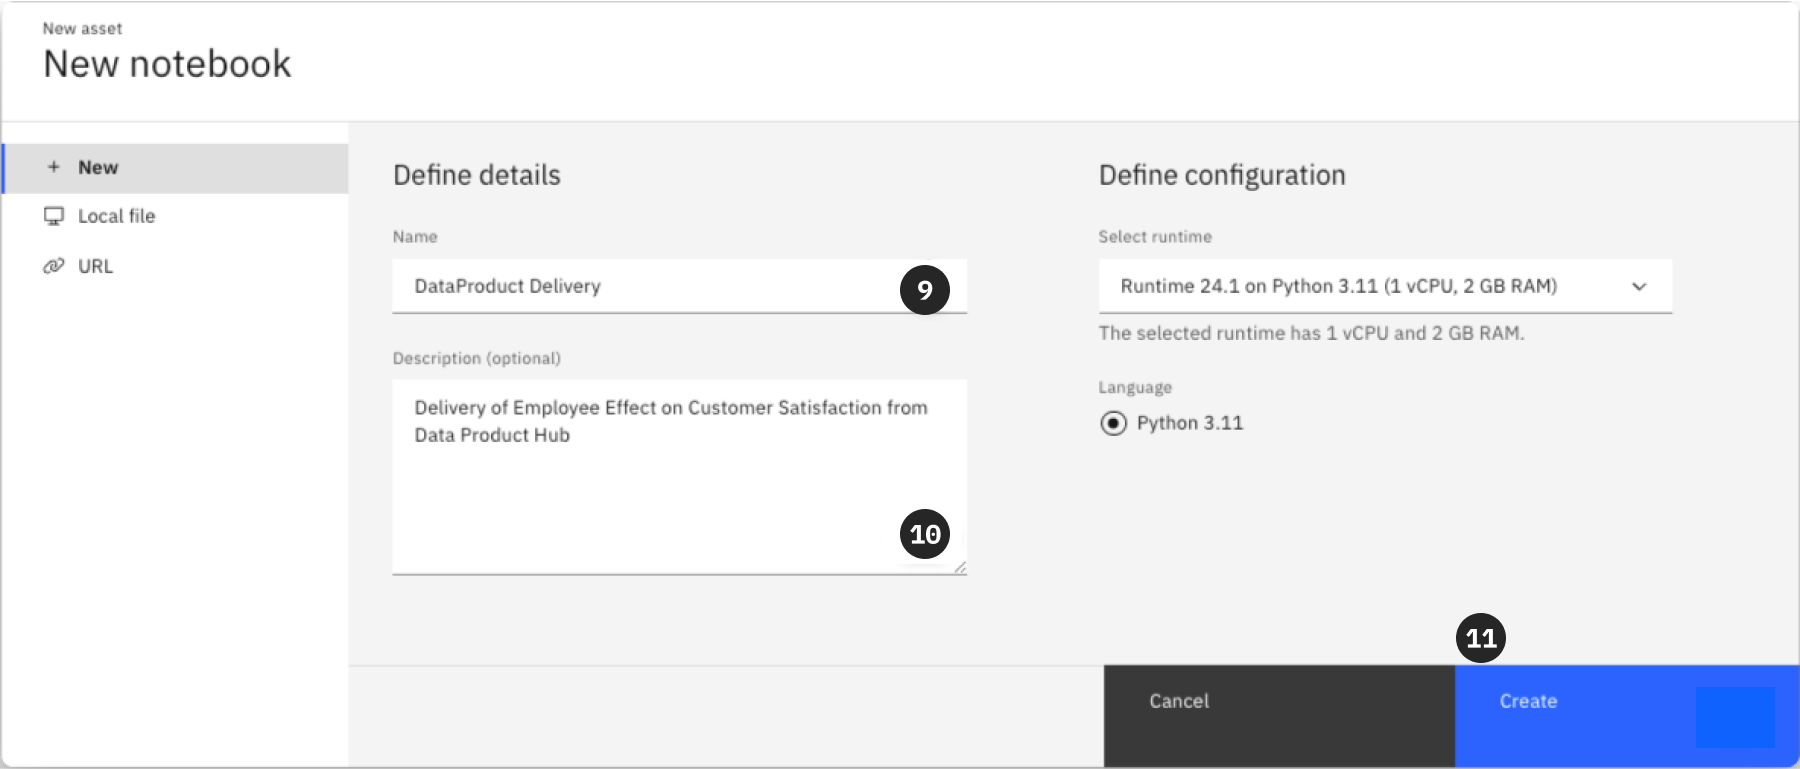 New asset
New notebook
New
Local file
URL
Define details
Name
DataProduct Delivery
9
Description (optional)
Delivery of Employee Effect on Customer Satisfaction from
Data Product Hub
10
Define configuration
Select runtime
Runtime 24.1 on Python 3.11 (1 vCPU, 2 GB RAM)
The selected runtime has 1 vCPU and 2 GB RAM.
Language
Python 3.11
11
Cancel
Create